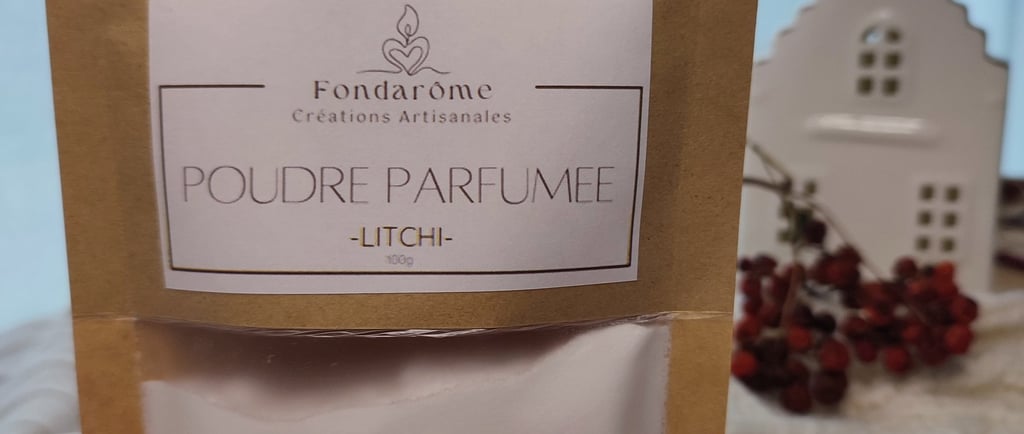 Fondarôme
Créations Artisanales
POUDRE PARFUMEE
-LITCHI-
100g